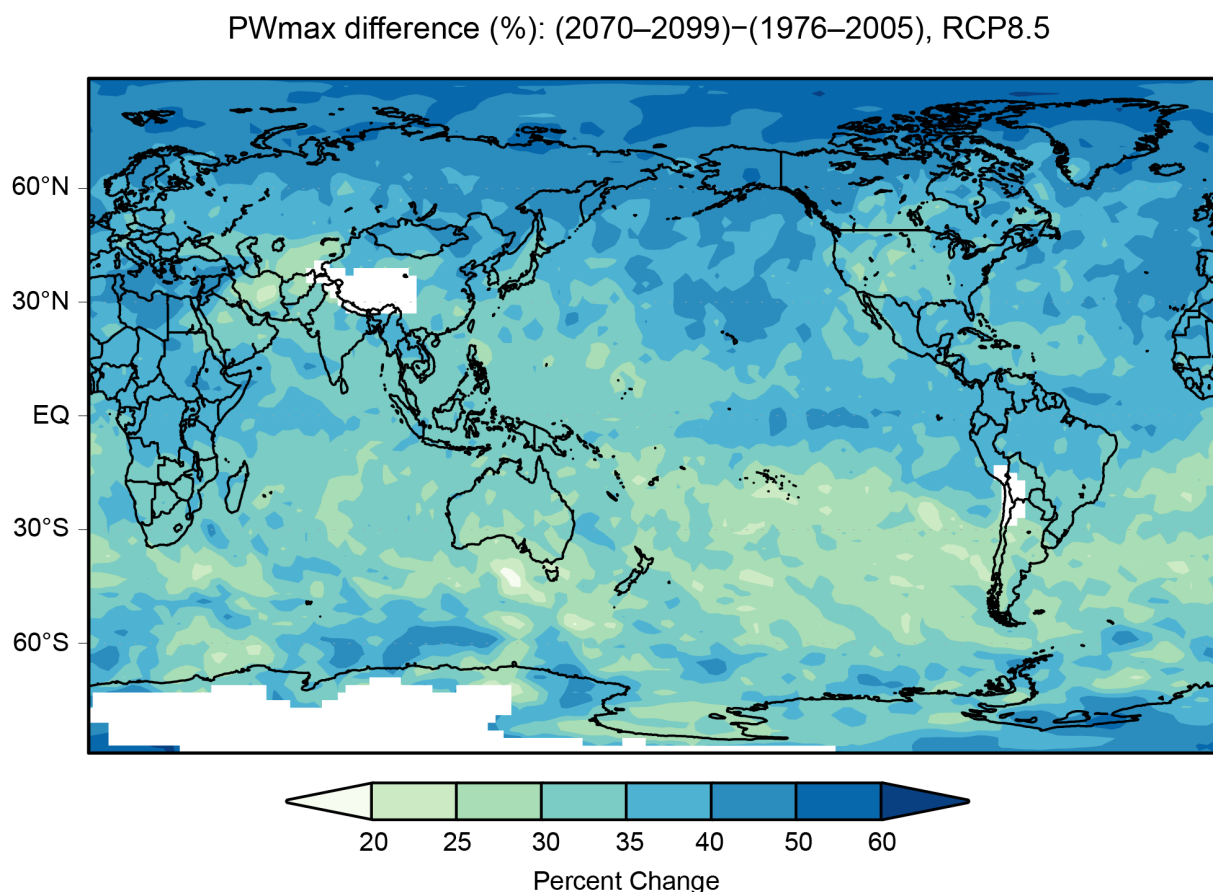 PWmax difference (%): (2070–2099)−(1976–2005), RCP8.5
60°N
30°N
EQ
30°S
60°S
20 25 30 35 40 50 60
Percent Change